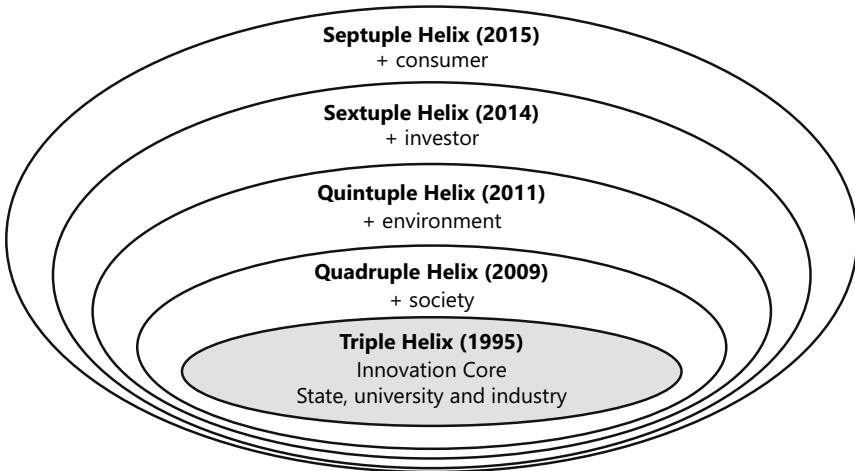 Septuple Helix (2015)
+ consumer
Sextuple Helix (2014)
+ investor
Quintuple Helix (2011)
+ environment
Quadruple Helix (2009)
+ society
Triple Helix (1995)
Innovation Core
State, university and industry